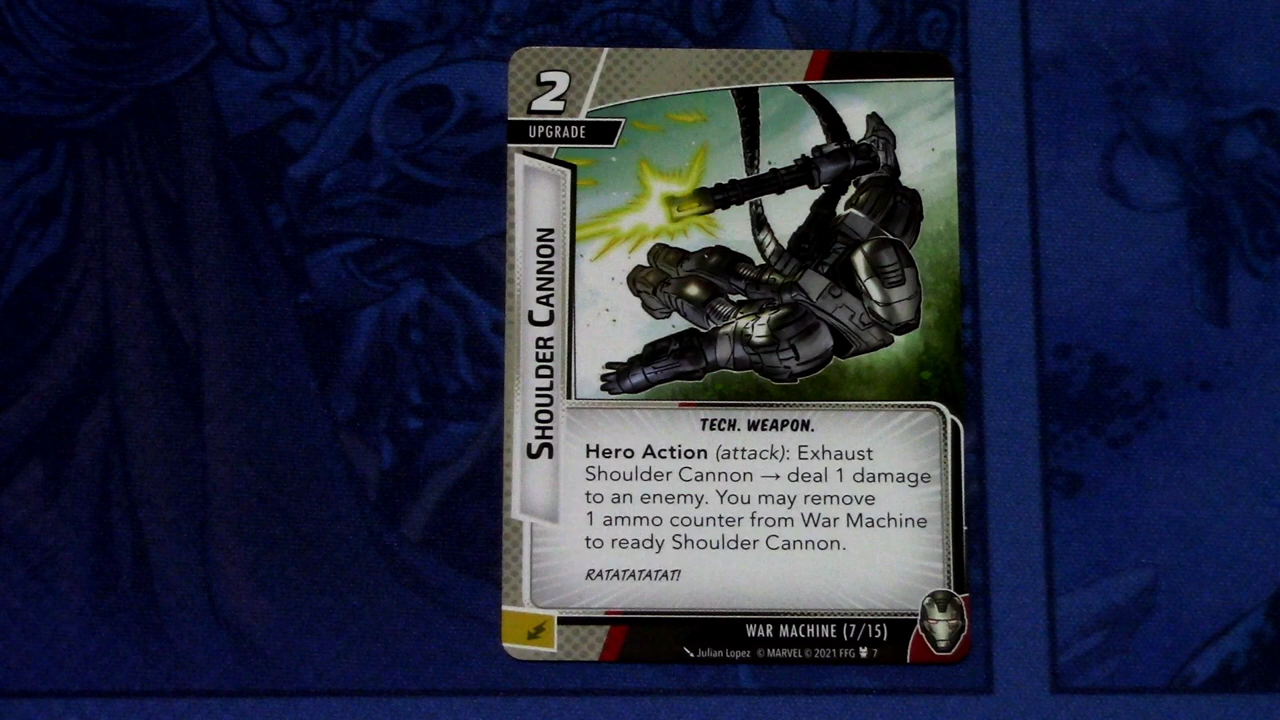 2
UPGRADE
SHOULDER CANNON
TECH. WEAPON.
Hero Action (attack): Exhaust
Shoulder Cannon → deal 1 damage
to an enemy. You may remove
1 ammo counter from War Machine
to ready Shoulder Cannon.
RATATATATAT!
WAR MACHINE (7/15)
Julian Lopez © MARVEL © 2021 FFG 7